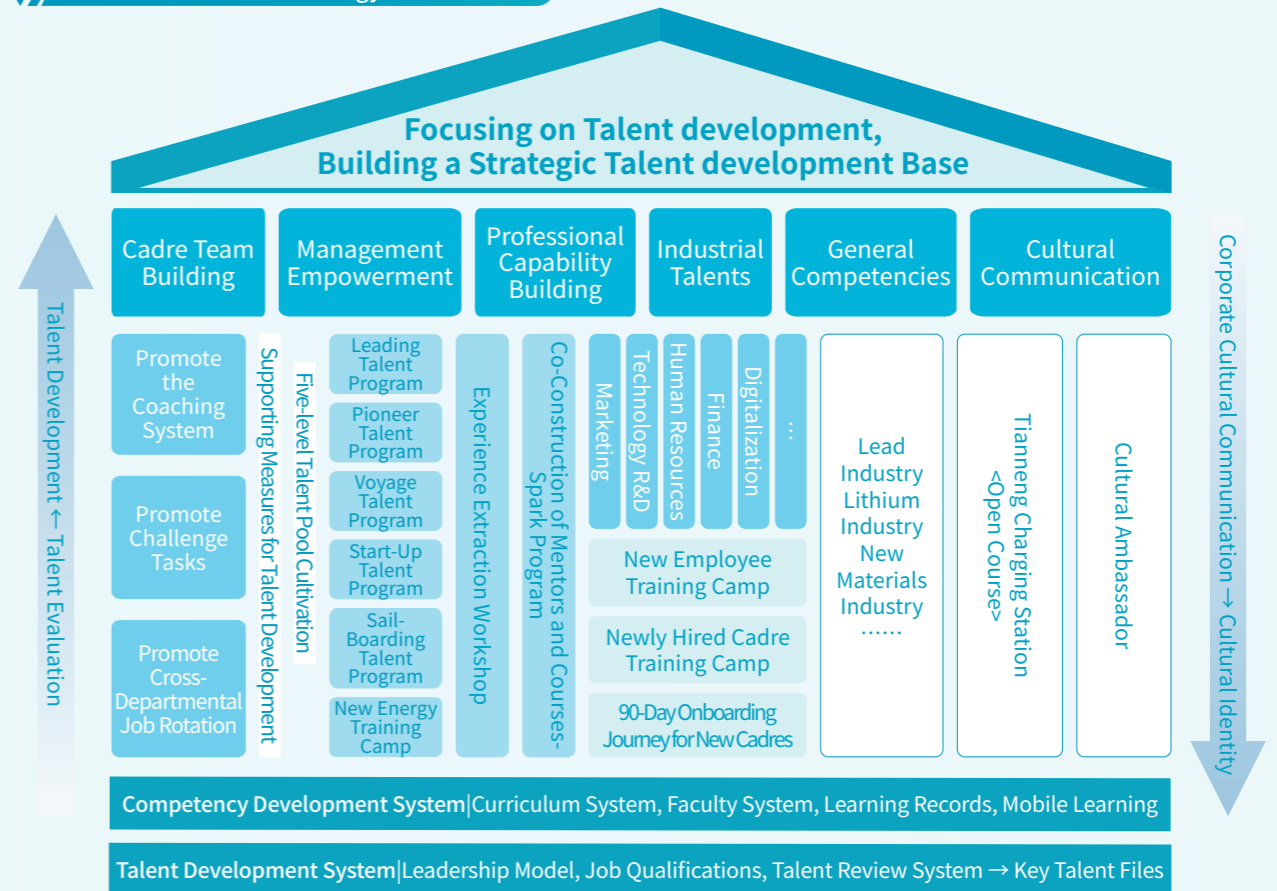 Focusing on Talent development,
Building a Strategic Talent development Base
Talent Development ← Talent Evaluation
Cadre Team
Building
Management
Empowerment
Professional
Capability
Building
Industrial
Talents
General
Competencies
Cultural
Communication
Corporate Cultural Communication → Cultural Identity
Promote
the
Coaching
System
Promote
Challenge
Tasks
Promote
Cross-
Departmental
Job Rotation
Supporting Measures for Talent Development
Five-level Talent Pool Cultivation
Leading
Talent
Program
Pioneer
Talent
Program
Voyage
Talent
Program
Start-Up
Talent
Program
Sail-
Boarding
Talent
Program
New Energy
Training
Camp
Experience Extraction Workshop
Co-Construction of Mentors and Courses-
Spark Program
Marketing
Technology R&D
Human Resources
Finance
Digitalization
…
New Employee
Training Camp
Newly Hired Cadre
Training Camp
90-Day Onboarding
Journey for New Cadres
Lead
Industry
Lithium
Industry
New
Materials
Industry
……
Tianneng Charging Station
<Open Course>
Cultural Ambassador
Competency Development System|Curriculum System, Faculty System, Learning Records, Mobile Learning
Talent Development System|Leadership Model, Job Qualifications, Talent Review System → Key Talent Files